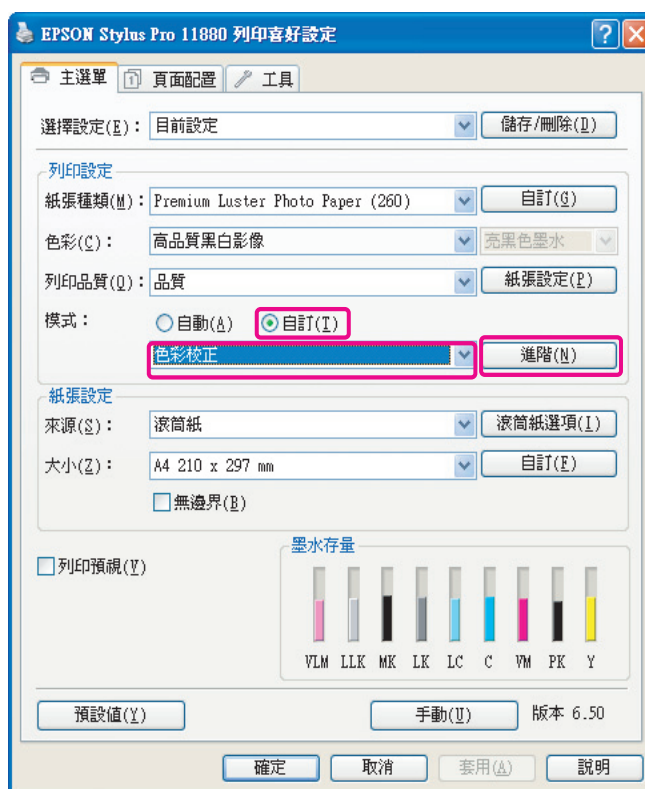 EPSON Stylus Pro 11880 列印喜好設定
主選單 頁面配置 工具
選擇設定(E)： 目前設定 儲存/刪除(D)
列印設定
紙張種類(M)： Premium Luster Photo Paper (260) 自訂(G)
色彩(C)： 高品質黑白影像 亮黑色墨水
列印品質(Q)： 品質 紙張設定(P)
模式： 自動(A) 自訂(T)
色彩校正 進階(N)
紙張設定
來源(S)： 滾筒紙 滾筒紙選項(I)
大小(Z)： A4 210 x 297 mm 自訂(F)
無邊界(B)
列印預視(V)
墨水存量
VLM LLK MK LK LC C VM PK Y
預設值(Y) 手動(U) 版本 6.50
確定 取消 套用(A) 說明